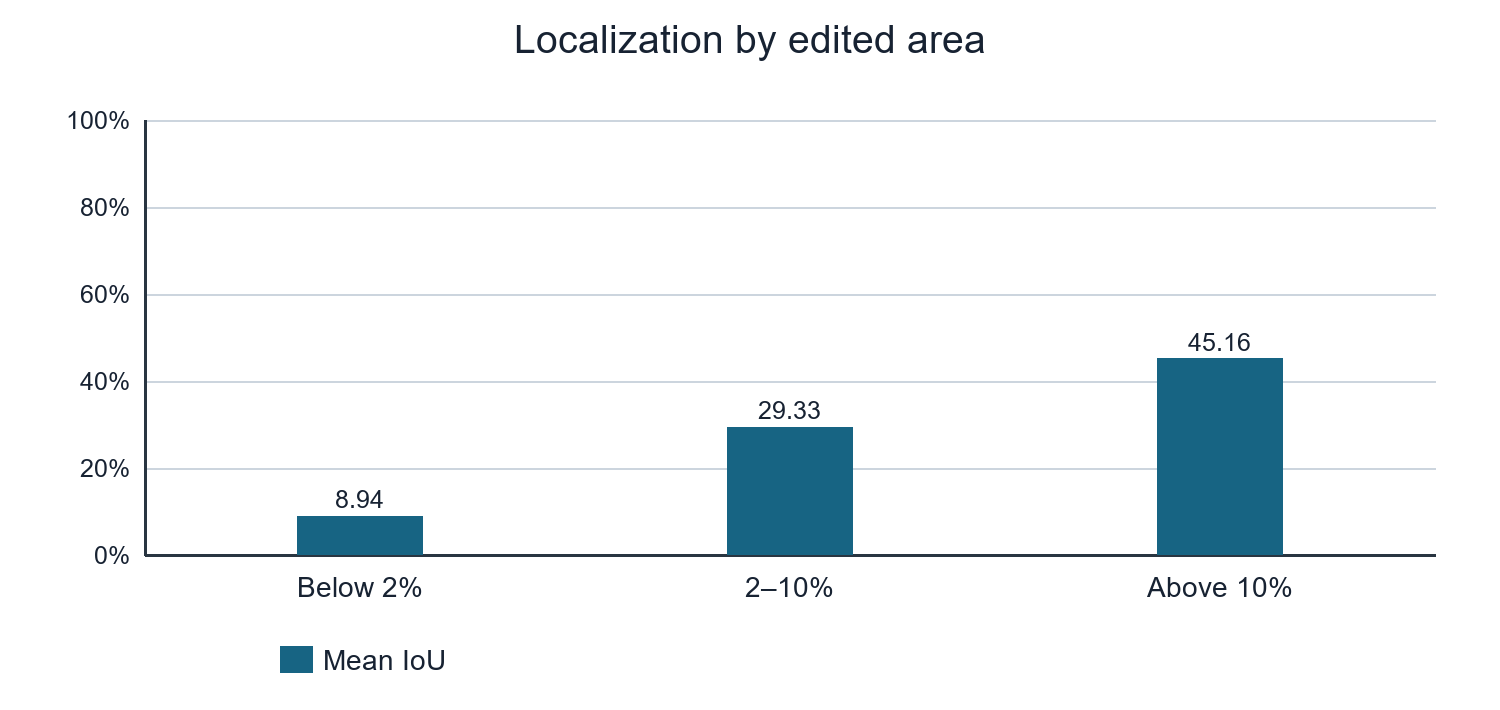 Localization by edited area
100%
80%
60%
40%
20%
0%
8.94
29.33
45.16
Below 2%
2–10%
Above 10%
Mean IoU